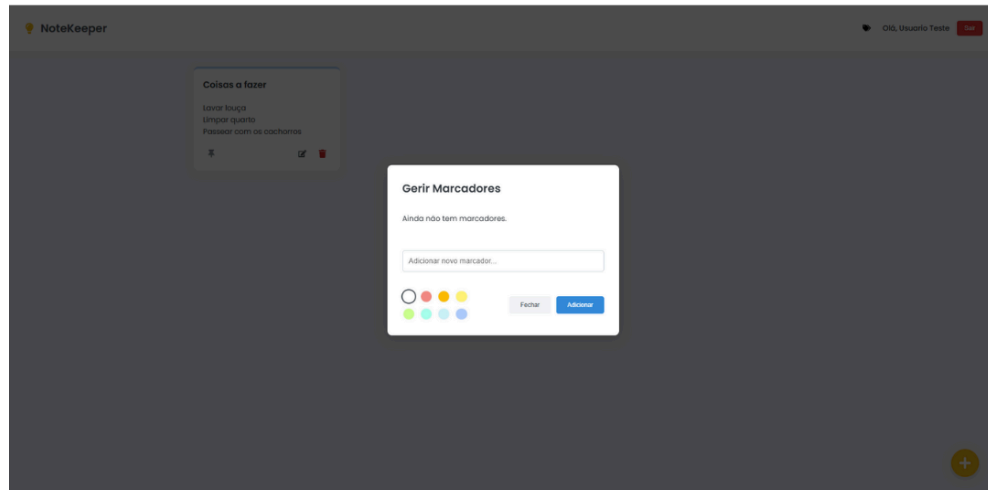 NoteKeeper
Olá, Usuario Teste
Sair
Coisas a fazer
Lavar louça
Limpar quarto
Passear com os cachorros
Gerir Marcadores
Ainda não tem marcadores.
Adicionar novo marcador...
Fechar
Adicionar